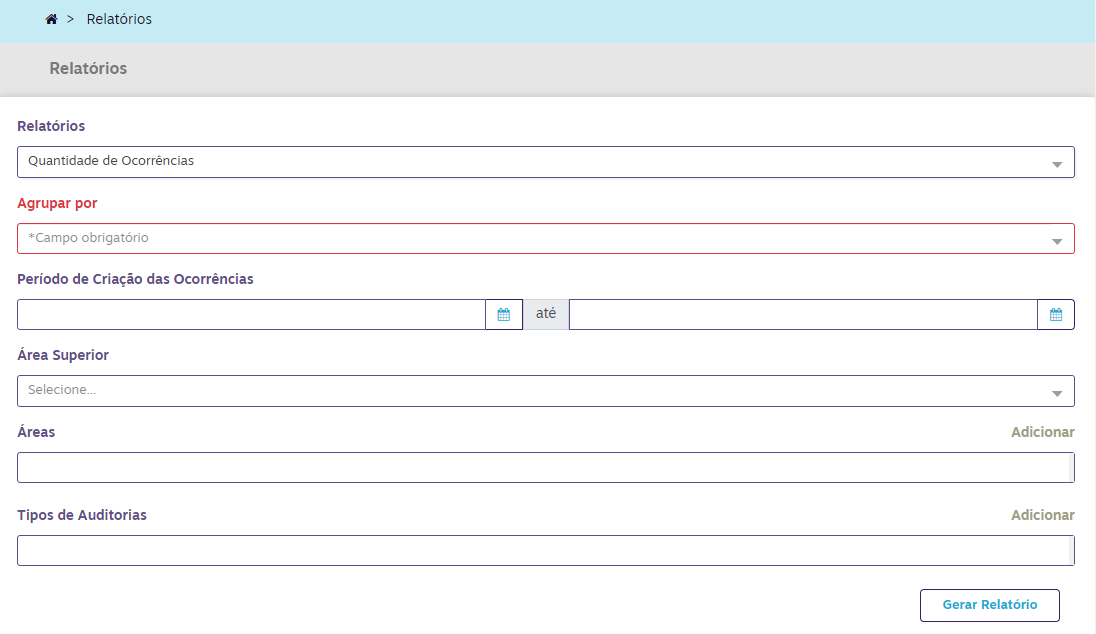 > Relatórios
Relatórios
Relatórios
Quantidade de Ocorrências
Agrupar por
*Campo obrigatório
Período de Criação das Ocorrências
até
Área Superior
Selecione...
Áreas Adicionar
Tipos de Auditorias Adicionar
Gerar Relatório